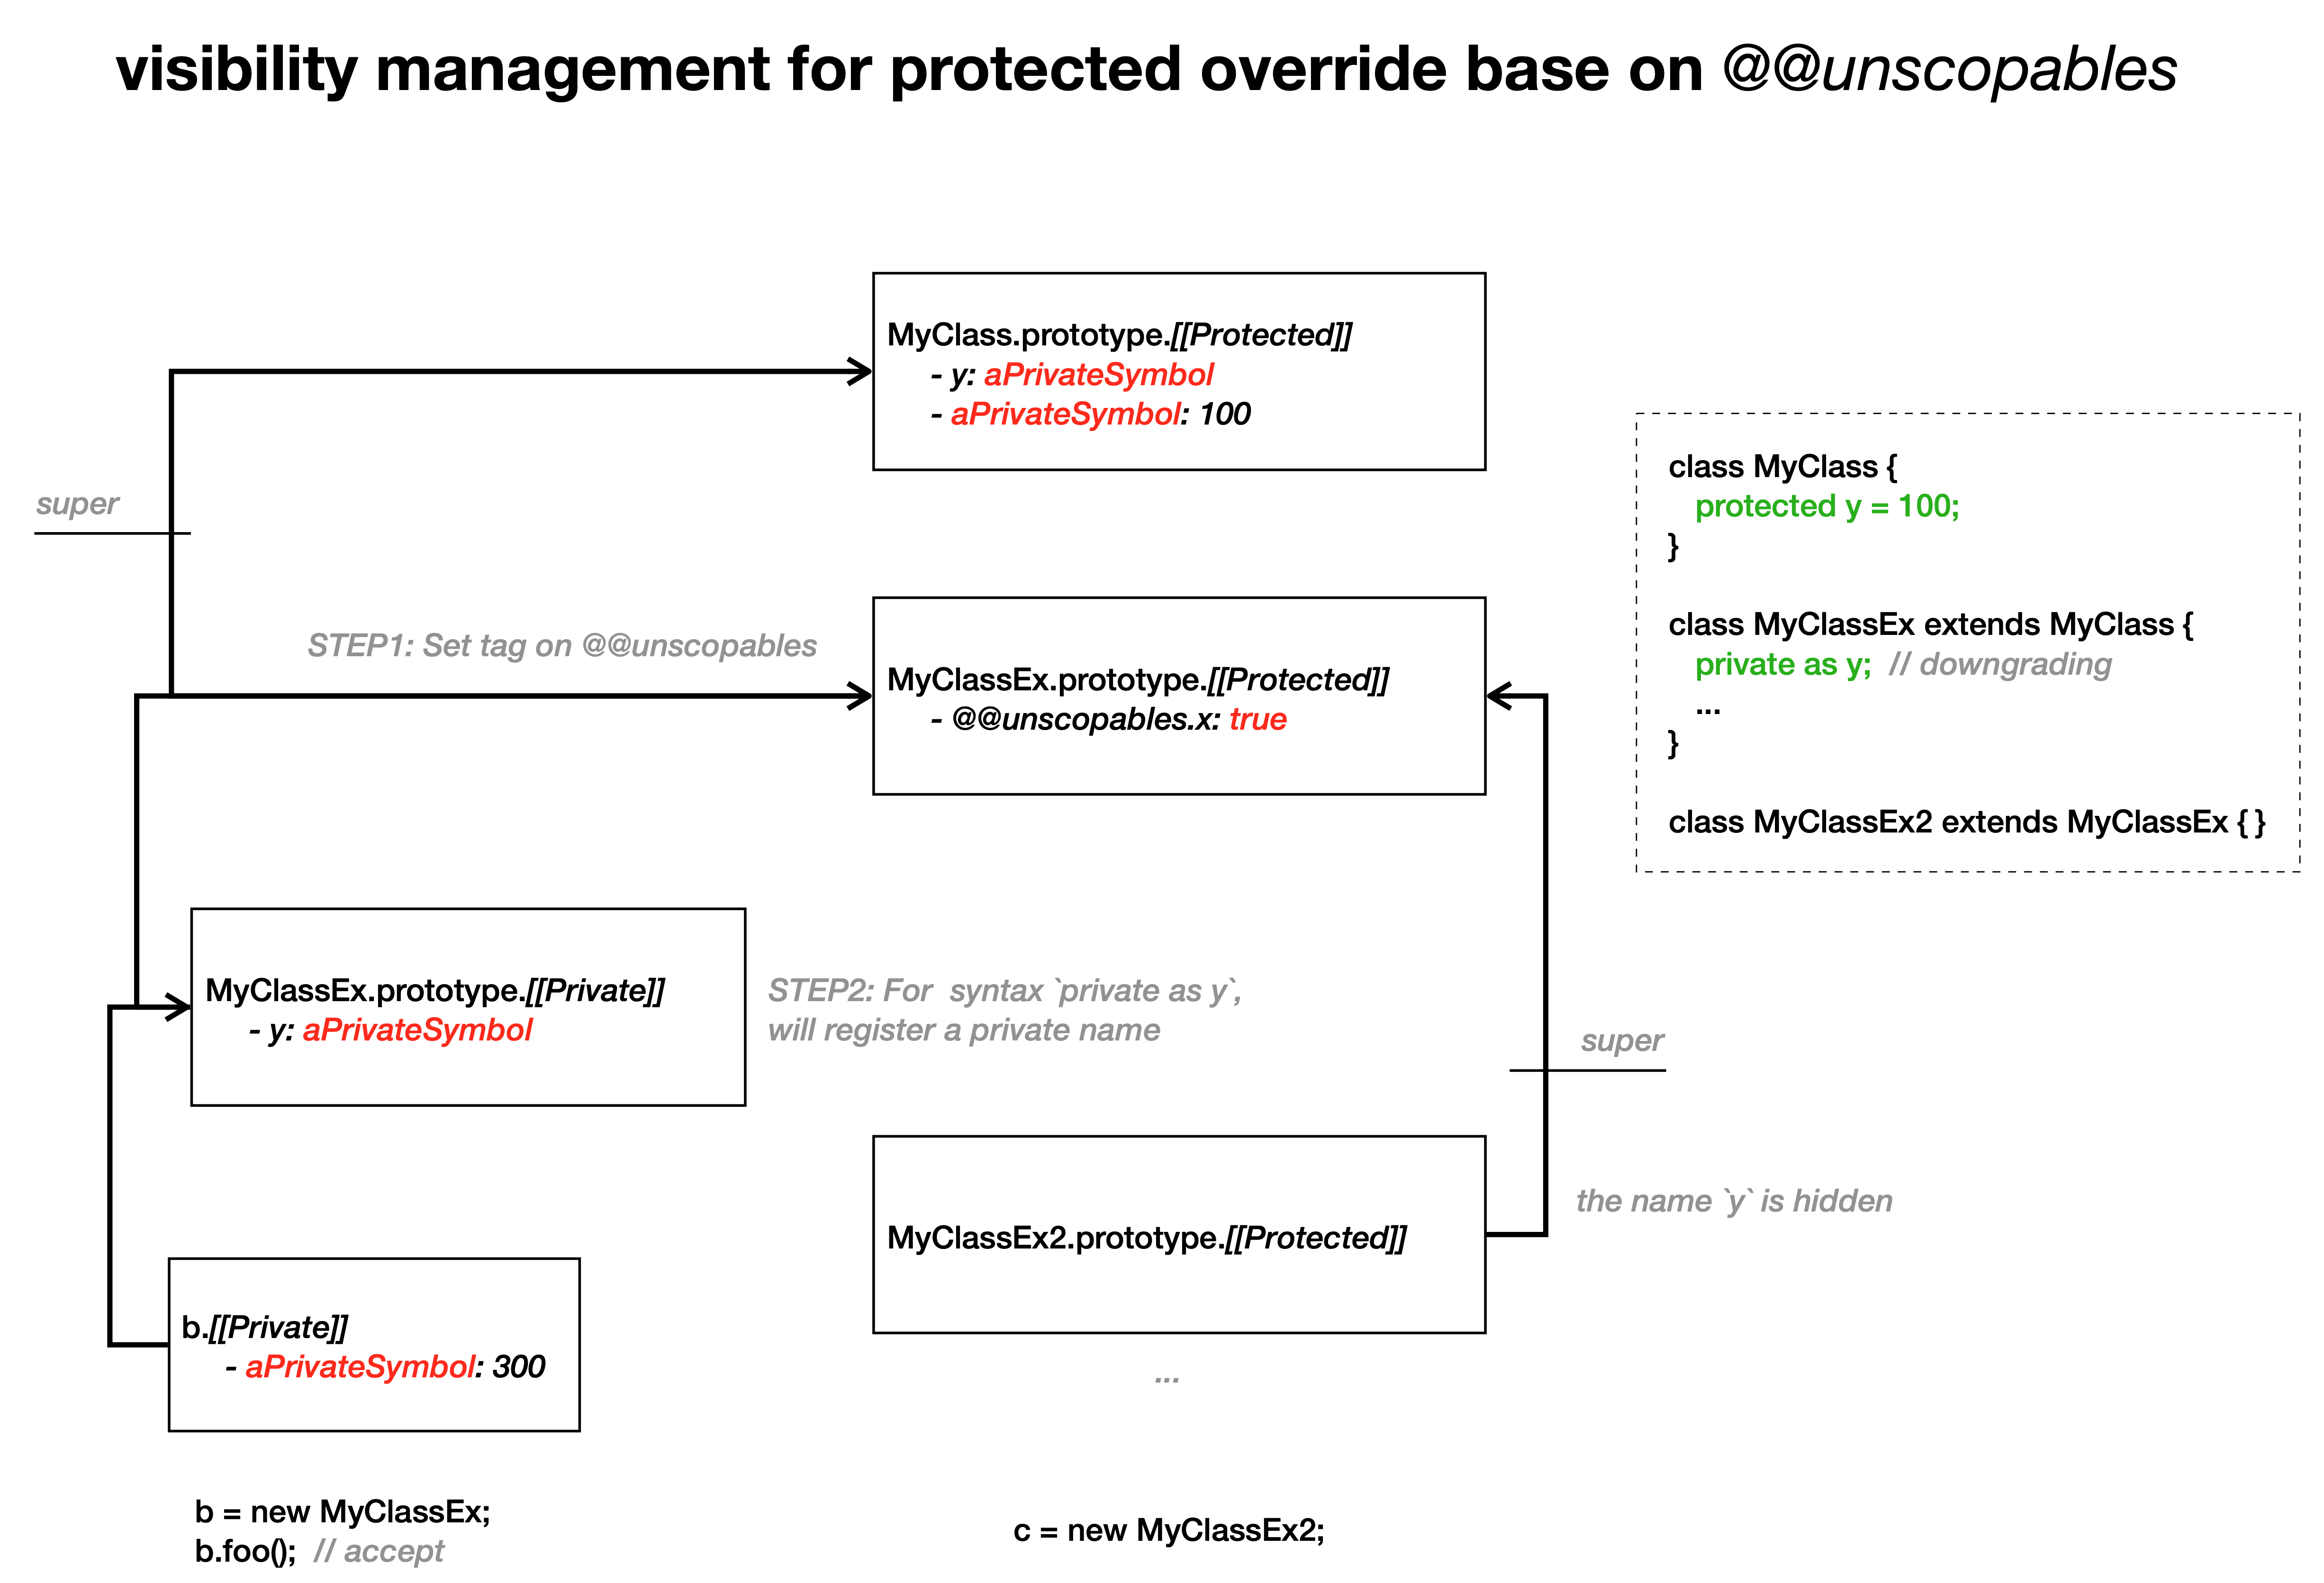 visibility management for protected override base on @@unscopables
MyClass.prototype.[[Protected]]
- y: aPrivateSymbol
- aPrivateSymbol: 100
super
class MyClass {
protected y = 100;
}
class MyClassEx extends MyClass {
private as y; // downgrading
...
}
class MyClassEx2 extends MyClassEx { }
STEP1: Set tag on @@unscopables
MyClassEx.prototype.[[Protected]]
- @@unscopables.x: true
MyClassEx.prototype.[[Private]]
- y: aPrivateSymbol
STEP2: For  syntax `private as y`,
will register a private name
super
MyClassEx2.prototype.[[Protected]]
the name `y` is hidden
b.[[Private]]
- aPrivateSymbol: 300
...
b = new MyClassEx;
b.foo();  // accept
c = new MyClassEx2;